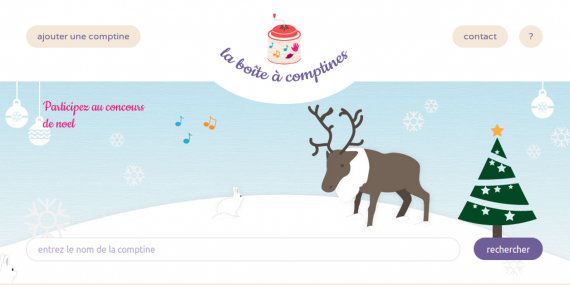 ajouter une comptine
la boîte à comptines
contact
?
Participez au concours
de noel
entrez le nom de la comptine
rechercher